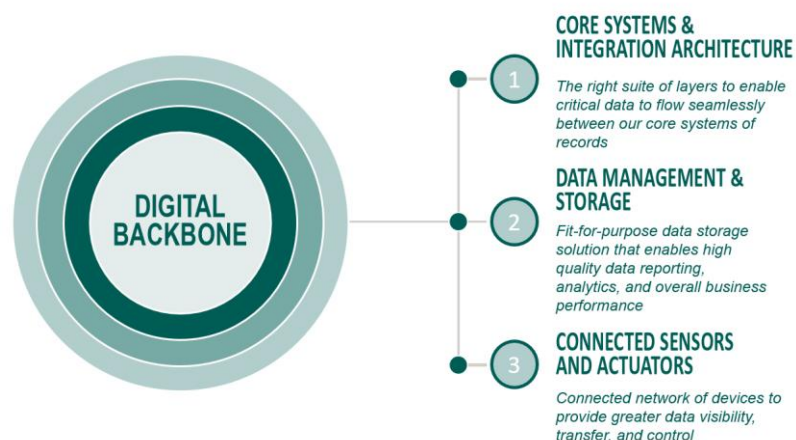 DIGITAL
BACKBONE
1
CORE SYSTEMS &
INTEGRATION ARCHITECTURE
The right suite of layers to enable
critical data to flow seamlessly
between our core systems of
records
2
DATA MANAGEMENT &
STORAGE
Fit-for-purpose data storage
solution that enables high
quality data reporting,
analytics, and overall business
performance
3
CONNECTED SENSORS
AND ACTUATORS
Connected network of devices to
provide greater data visibility,
transfer, and control